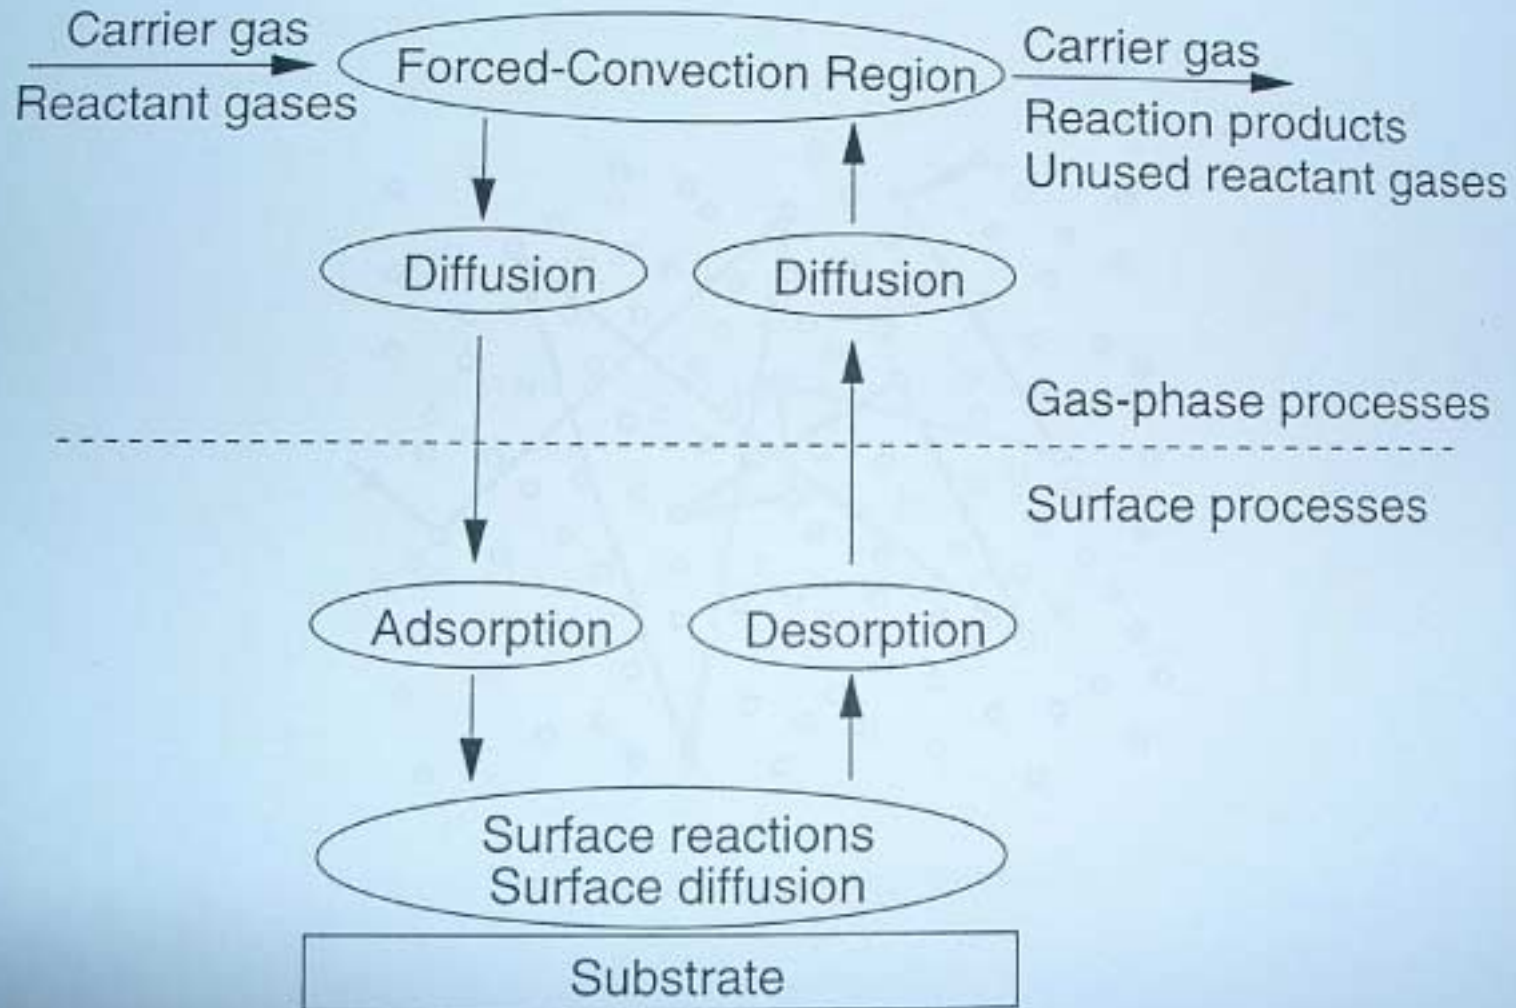 Carrier gas
Reactant gases
Forced-Convection Region
Carrier gas
Reaction products
Unused reactant gases
Diffusion
Diffusion
Gas-phase processes
Surface processes
Adsorption
Desorption
Surface reactions
Surface diffusion
Substrate